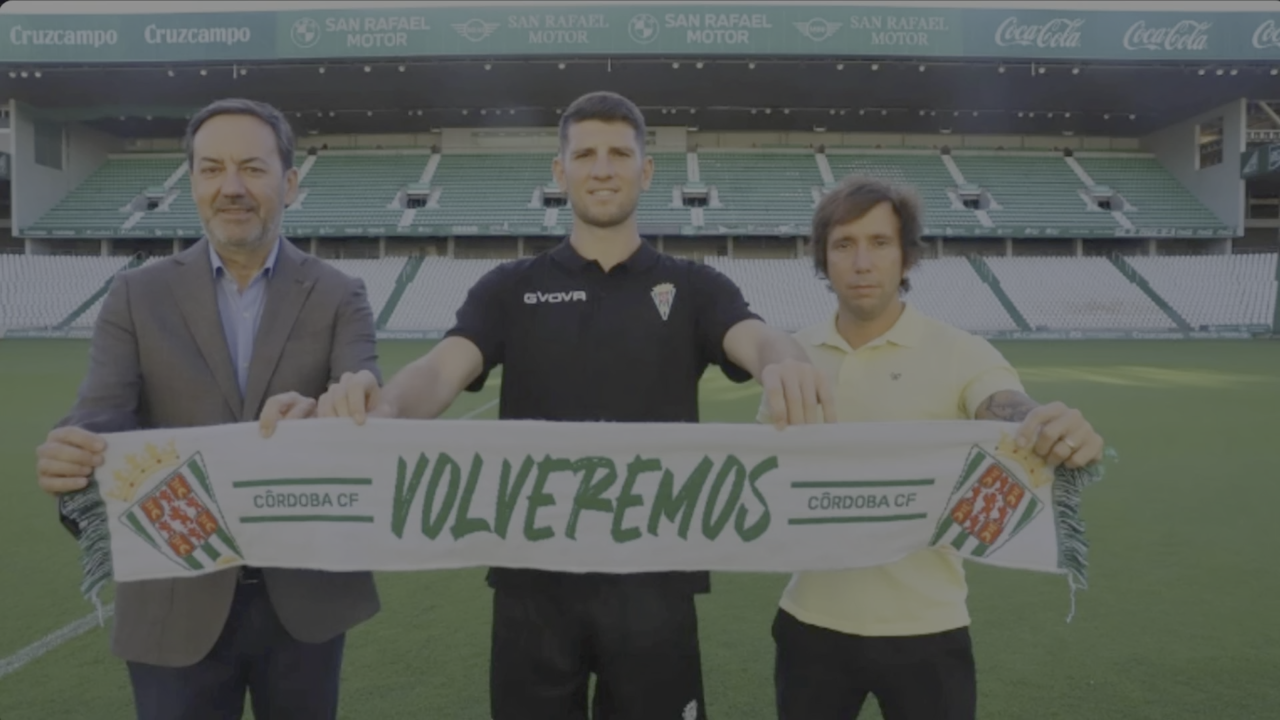 Cruzcampo Cruzcampo SAN RAFAEL MOTOR SAN RAFAEL MOTOR SAN RAFAEL MOTOR SAN RAFAEL MOTOR Coca-Cola Coca-Cola
GIVOVA
CÓRDOBA CF VOLVEREMOS CÓRDOBA CF